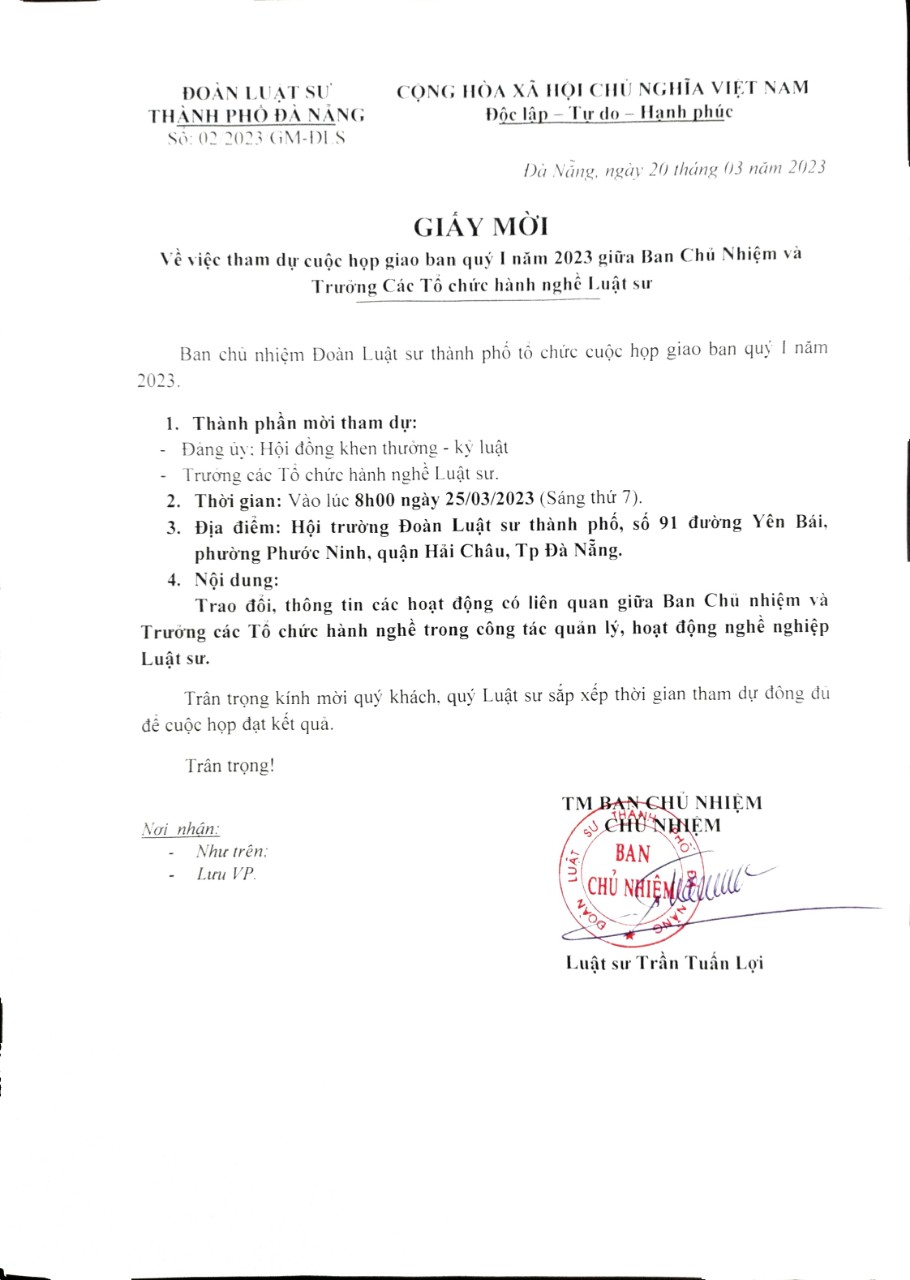 ĐOÀN LUẬT SƯ
THÀNH PHỐ ĐÀ NẴNG
Số: 02/2023/GM-ĐLS
CỘNG HÒA XÃ HỘI CHỦ NGHĨA VIỆT NAM
Độc lập – Tự do – Hạnh phúc
Đà Nẵng, ngày 20 tháng 03 năm 2023
GIẤY MỜI
Về việc tham dự cuộc họp giao ban quý I năm 2023 giữa Ban Chủ Nhiệm và
Trưởng Các Tổ chức hành nghề Luật sư
Ban chủ nhiệm Đoàn Luật sư thành phố tổ chức cuộc họp giao ban quý I năm
2023.
1. Thành phần mời tham dự:
- Đảng ủy; Hội đồng khen thưởng - kỷ luật
- Trưởng các Tổ chức hành nghề Luật sư.
2. Thời gian: Vào lúc 8h00 ngày 25/03/2023 (Sáng thứ 7).
3. Địa điểm: Hội trường Đoàn Luật sư thành phố, số 91 đường Yên Bái,
phường Phước Ninh, quận Hải Châu, Tp Đà Nẵng.
4. Nội dung:
Trao đổi, thông tin các hoạt động có liên quan giữa Ban Chủ nhiệm và
Trưởng các Tổ chức hành nghề trong công tác quản lý, hoạt động nghề nghiệp
Luật sư.
Trân trọng kính mời quý khách, quý Luật sư sắp xếp thời gian tham dự đông đủ
để cuộc họp đạt kết quả.
Trân trọng!
TM BAN CHỦ NHIỆM
CHỦ NHIỆM
Nơi nhận:
- Như trên;
- Lưu VP.
ĐOÀN LUẬT SƯ THÀNH PHỐ ĐÀ NẴNG
BAN
CHỦ NHIỆM
Luật sư Trần Tuấn Lợi